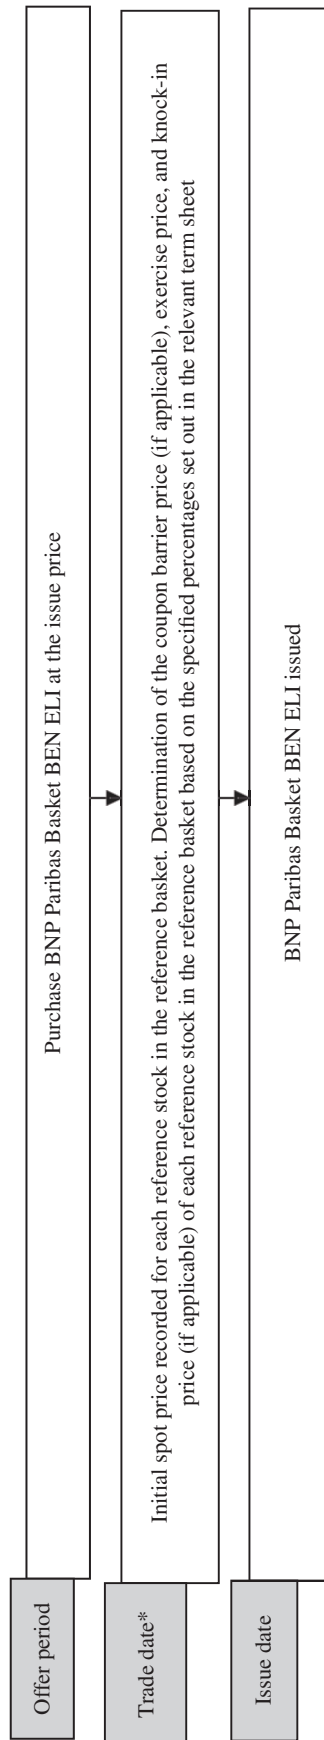 Offer period
Purchase BNP Paribas Basket BEN ELI at the issue price
Trade date*
Initial spot price recorded for each reference stock in the reference basket. Determination of the coupon barrier price (if applicable), exercise price, and knock-in
price (if applicable) of each reference stock in the reference basket based on the specified percentages set out in the relevant term sheet
Issue date
BNP Paribas Basket BEN ELI issued